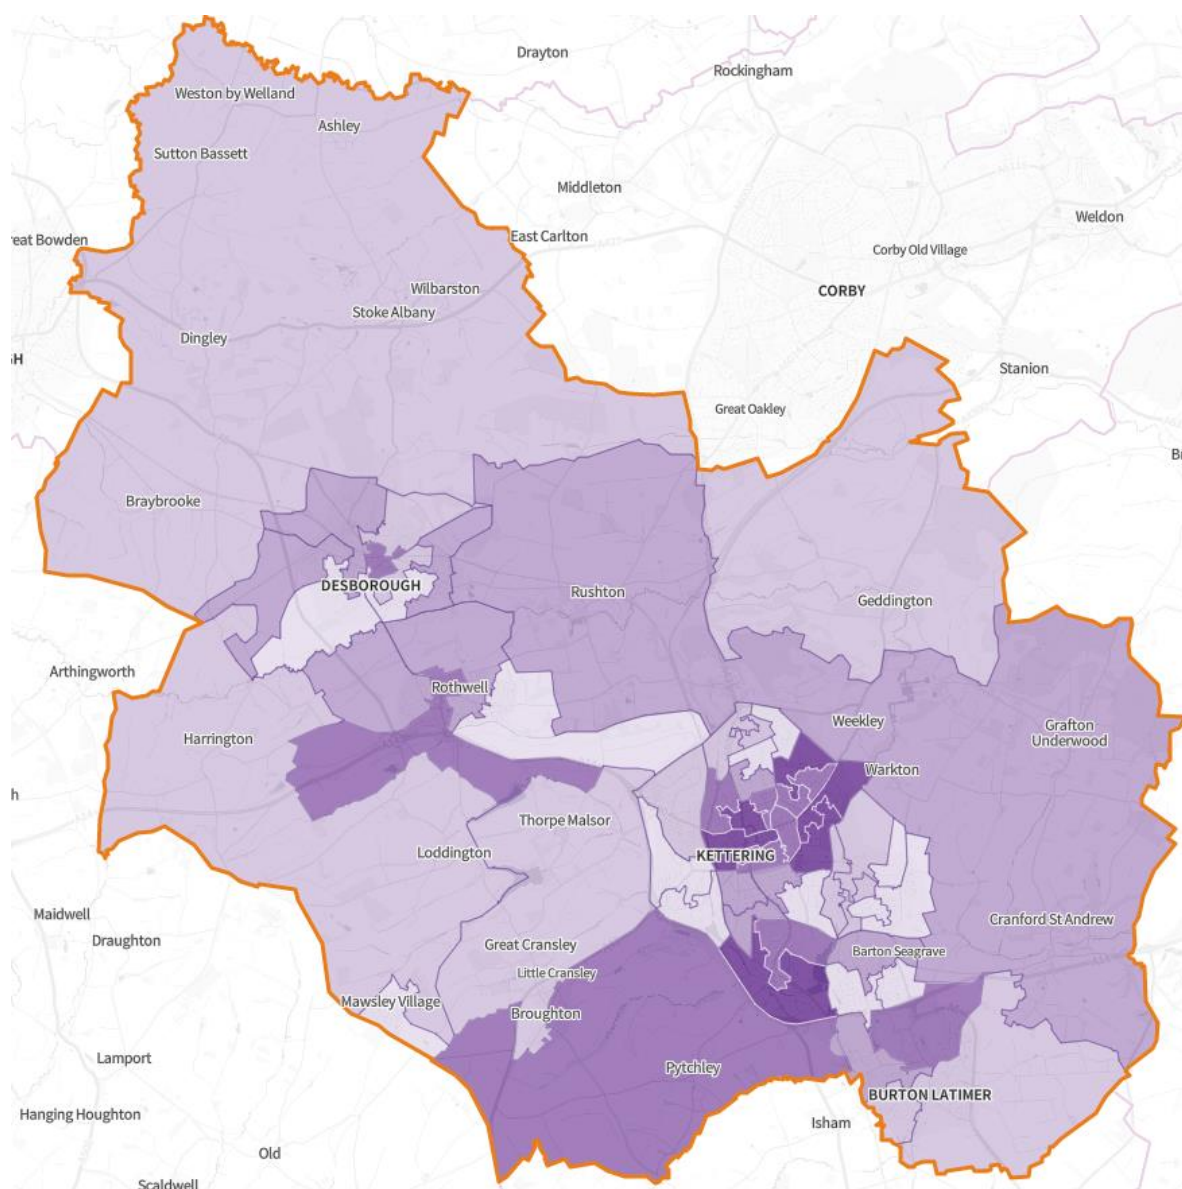 Drayton
Rockingham
Weston by Welland
Ashley
Sutton Bassett
Middleton
Weldon
reat Bowden
East Carlton
Corby Old Village
Wilbarston
CORBY
Stoke Albany
Dingley
H
Stanion
Great Oakley
Br
Braybrooke
DESBOROUGH
Rushton
Geddington
Arthingworth
Rothwell
Weekley
Harrington
Grafton
Underwood
Warkton
h
Thorpe Malsor
Loddington
KETTERING
Maidwell
Cranford St Andrew
Draughton
Great Cransley
Barton Seagrave
Little Cransley
Mawsley Village
Broughton
Lamport
Pytchley
BURTON LATIMER
Hanging Houghton
Isham
Old
Scaldwell